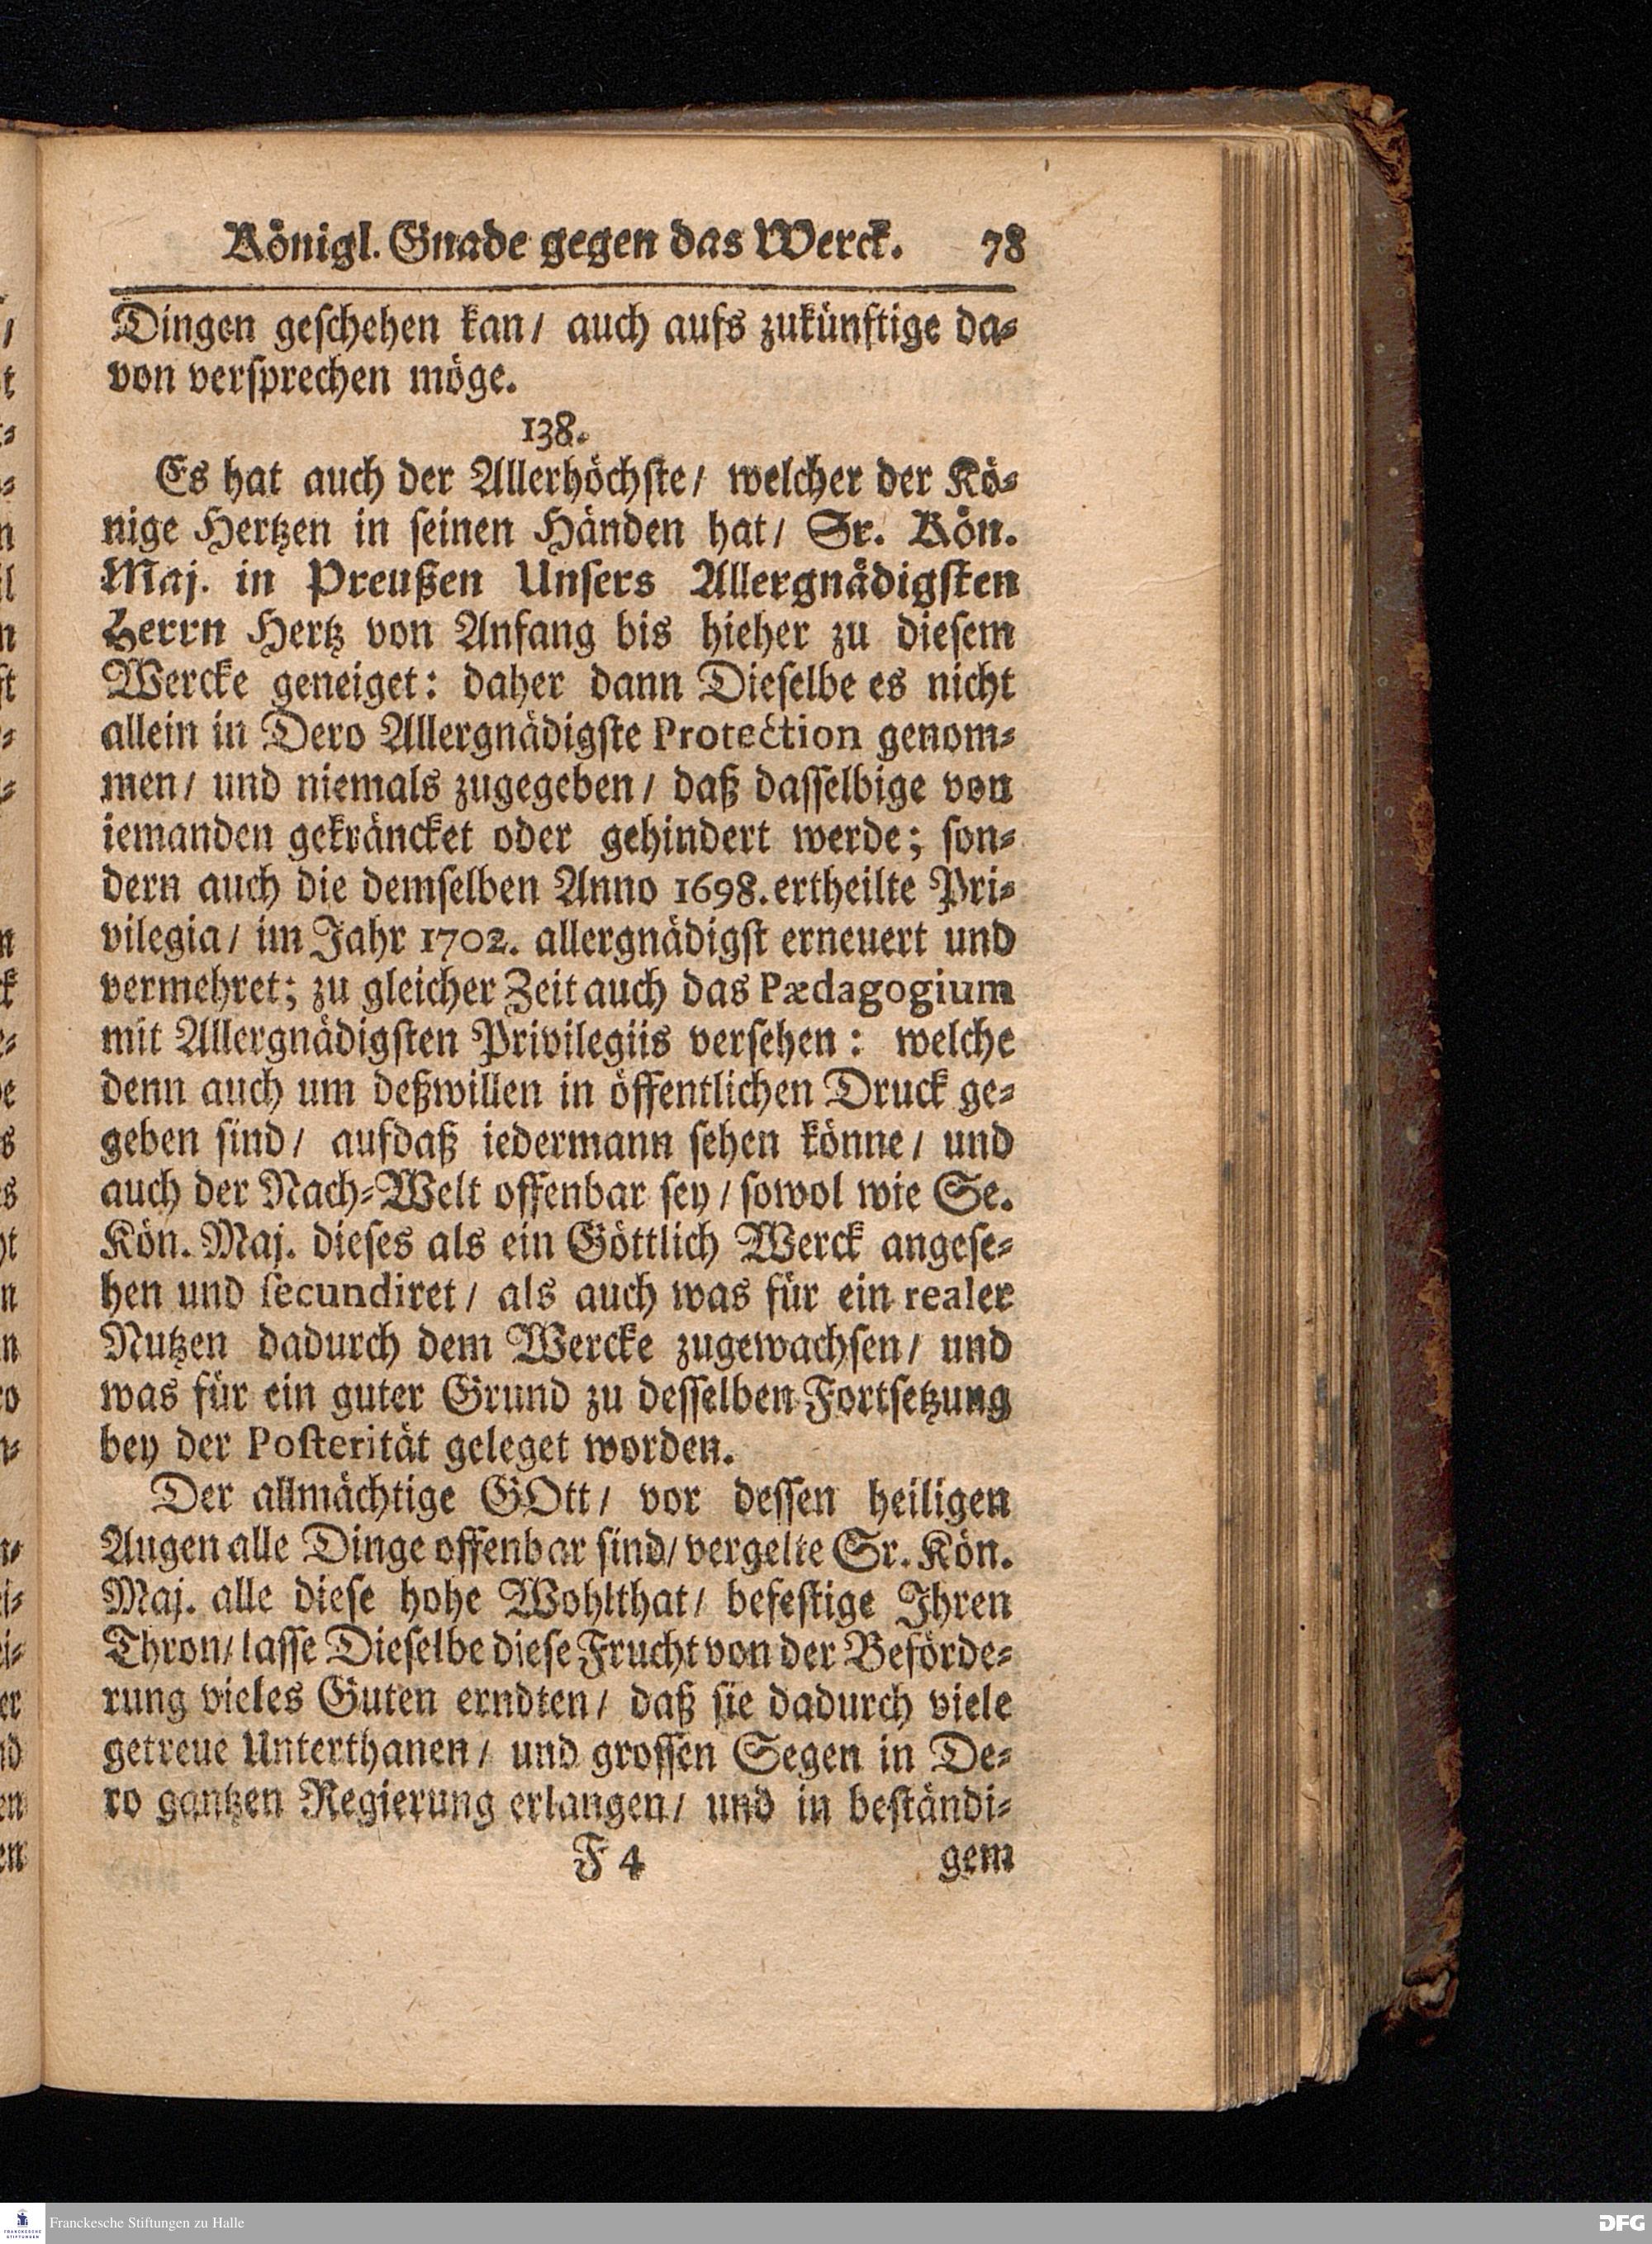 Königl. Gnade gegen das Werck. 78
Dingen geschehen kan/ auch aufs zukünftige da-
von versprechen möge.
138.
Es hat auch der Allerhöchste/ welcher der Kö-
nige Hertzen in seinen Händen hat/ Sr. Kön.
Maj. in Preußen Unsers Allergnädigsten
Herrn Hertz von Anfang bis hieher zu diesem
Wercke geneiget: daher dann Dieselbe es nicht
allein in Dero Allergnädigste Protection genom-
men/ und niemals zugegeben/ daß dasselbige von
iemanden gekräncket oder gehindert werde; son-
dern auch die demselben Anno 1698. ertheilte Pri-
vilegia/ im Jahr 1702. allergnädigst erneuert und
vermehret; zu gleicher Zeit auch das Pædagogium
mit Allergnädigsten Privilegiis versehen: welche
denn auch um deßwillen in öffentlichen Druck ge-
geben sind/ aufdaß iedermann sehen könne/ und
auch der Nach-Welt offenbar sey/ sowol wie Se.
Kön. Maj. dieses als ein Göttlich Werck angese-
hen und secundiret/ als auch was für ein realer
Nutzen dadurch dem Wercke zugewachsen/ und
was für ein guter Grund zu desselben Fortsetzung
bey der Posterität geleget worden.
Der allmächtige GOtt/ vor dessen heiligen
Augen alle Dinge offenbar sind/ vergelte Sr. Kön.
Maj. alle diese hohe Wohlthat/ befestige Ihren
Thron/ lasse Dieselbe diese Frucht von der Beförde-
rung vieles Guten erndten/ daß sie dadurch viele
getreue Unterthanen/ und grossen Segen in De-
ro gantzen Regierung erlangen/ und in beständi-
F 4 gem
Franckesche Stiftungen zu Halle
DFG